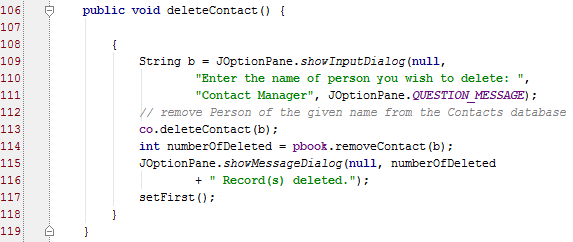 106 public void deleteContact() {
107
108 {
109 String b = JOptionPane.showInputDialog(null,
110 "Enter the name of person you wish to delete: ",
111 "Contact Manager", JOptionPane.QUESTION_MESSAGE);
112 // remove Person of the given name from the Contacts database
113 co.deleteContact(b);
114 int numberOfDeleted = pbook.removeContact(b);
115 JOptionPane.showMessageDialog(null, numberOfDeleted
116 + " Record(s) deleted.");
117 setFirst();
118 }
119 }